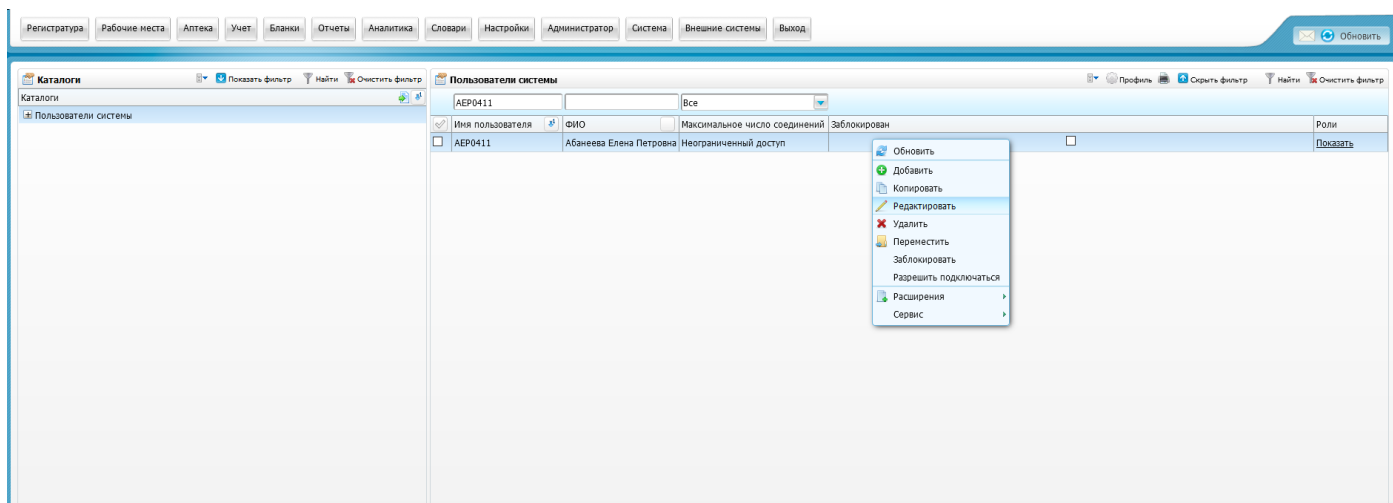 Регистратура Рабочие места Аптека Учет Бланки Отчеты Аналитика Словари Настройки Администратор Система Внешние системы Выход
Обновить
Каталоги Показать фильтр Найти Очистить фильтр
Каталоги
Пользователи системы
Пользователи системы Профиль Скрыть фильтр Найти Очистить фильтр
AEP0411 Все
Имя пользователя ФИО Максимальное число соединений Заблокирован Роли
AEP0411 Абанеева Елена Петровна Неограниченный доступ Показать
Обновить
Добавить
Копировать
Редактировать
Удалить
Переместить
Заблокировать
Разрешить подключаться
Расширения
Сервис